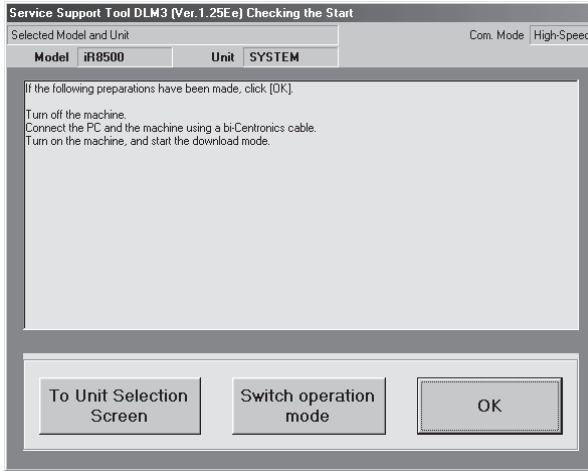 Service Support Tool DLM3 (Ver.1.25Ee) Checking the Start
Selected Model and Unit
Com. Mode High-Speed
Model iR8500 Unit SYSTEM
If the following preparations have been made, click [OK].
Turn off the machine.
Connect the PC and the machine using a bi-Centronics cable.
Turn on the machine, and start the download mode.
To Unit Selection
Screen
Switch operation
mode
OK